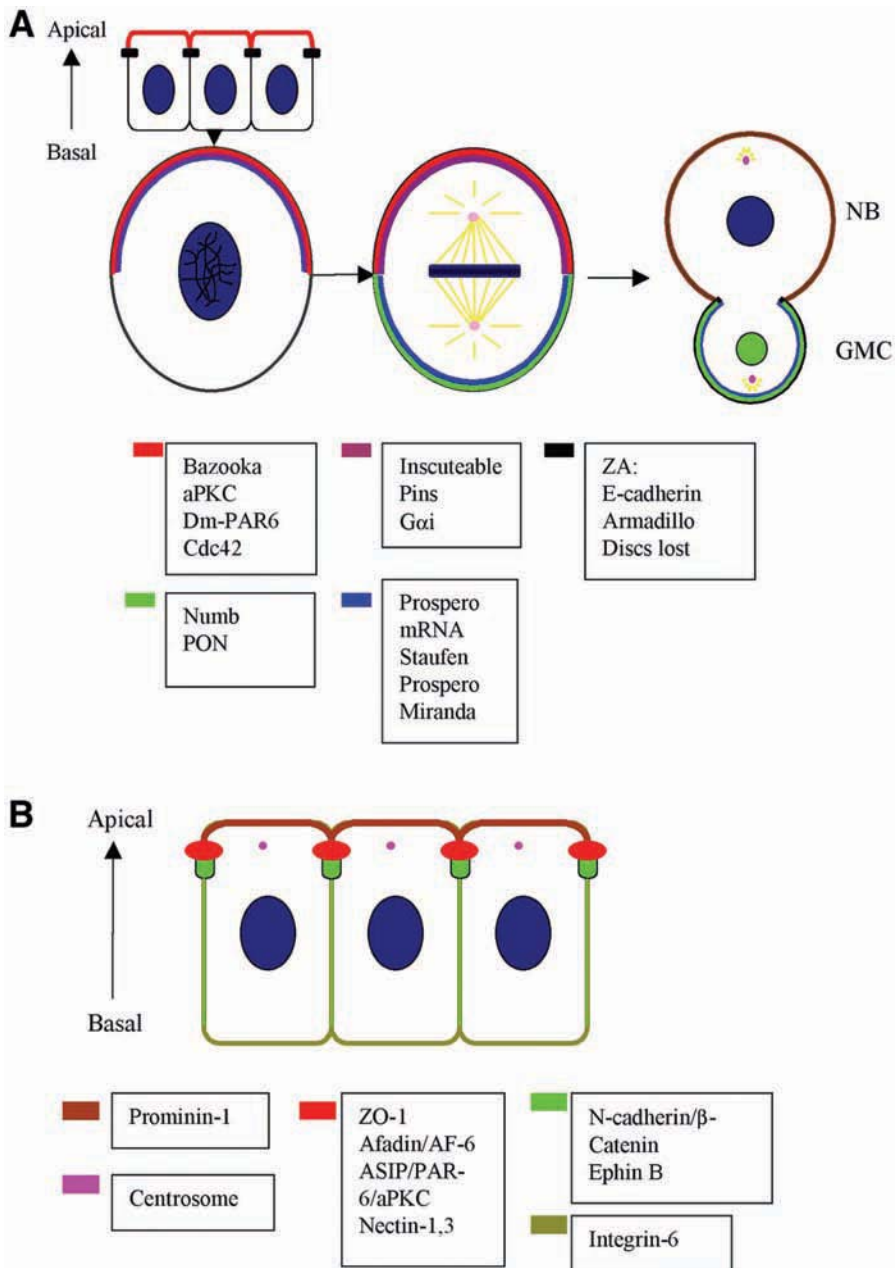 A
Apical
Basal
NB
GMC
Bazooka
aPKC
Dm-PAR6
Cdc42
Inscuteable
Pins
Gαi
ZA:
E-cadherin
Armadillo
Discs lost
Numb
PON
Prospero
mRNA
Staufen
Prospero
Miranda
B
Apical
Basal
Prominin-1
Centrosome
ZO-1
Afadin/AF-6
ASIP/PAR-
6/aPKC
Nectin-1,3
N-cadherin/β-
Catenin
Ephin B
Integrin-6